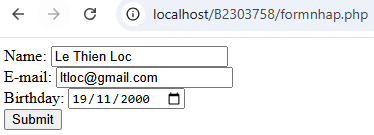 localhost/B2303758/formnhap.php
Name: Le Thien Loc
E-mail: ltloc@gmail.com
Birthday: 19/11/2000
Submit